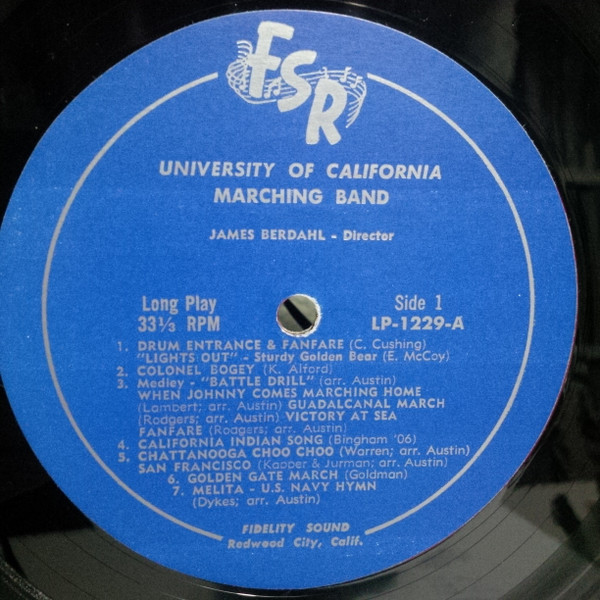 FSR
UNIVERSITY OF CALIFORNIA
MARCHING BAND
JAMES BERDAHL - Director
Long Play Side 1
33⅓ RPM LP-1229-A
1. DRUM ENTRANCE & FANFARE (C. Cushing)
"LIGHTS OUT" - Sturdy Golden Bear (E. McCoy)
2. COLONEL BOGEY (K. Alford)
3. Medley - "BATTLE DRILL" (arr. Austin)
WHEN JOHNNY COMES MARCHING HOME
(Lambert; arr. Austin) GUADALCANAL MARCH
(Rodgers; arr. Austin) VICTORY AT SEA
FANFARE (Rodgers; arr. Austin)
4. CALIFORNIA INDIAN SONG (Bingham '06)
5. CHATTANOOGA CHOO CHOO (Warren; arr. Austin)
SAN FRANCISCO (Kapper & Jurman; arr. Austin)
6. GOLDEN GATE MARCH (Goldman)
7. MELITA - U.S. NAVY HYMN
(Dykes; arr. Austin)
FIDELITY SOUND
Redwood City, Calif.